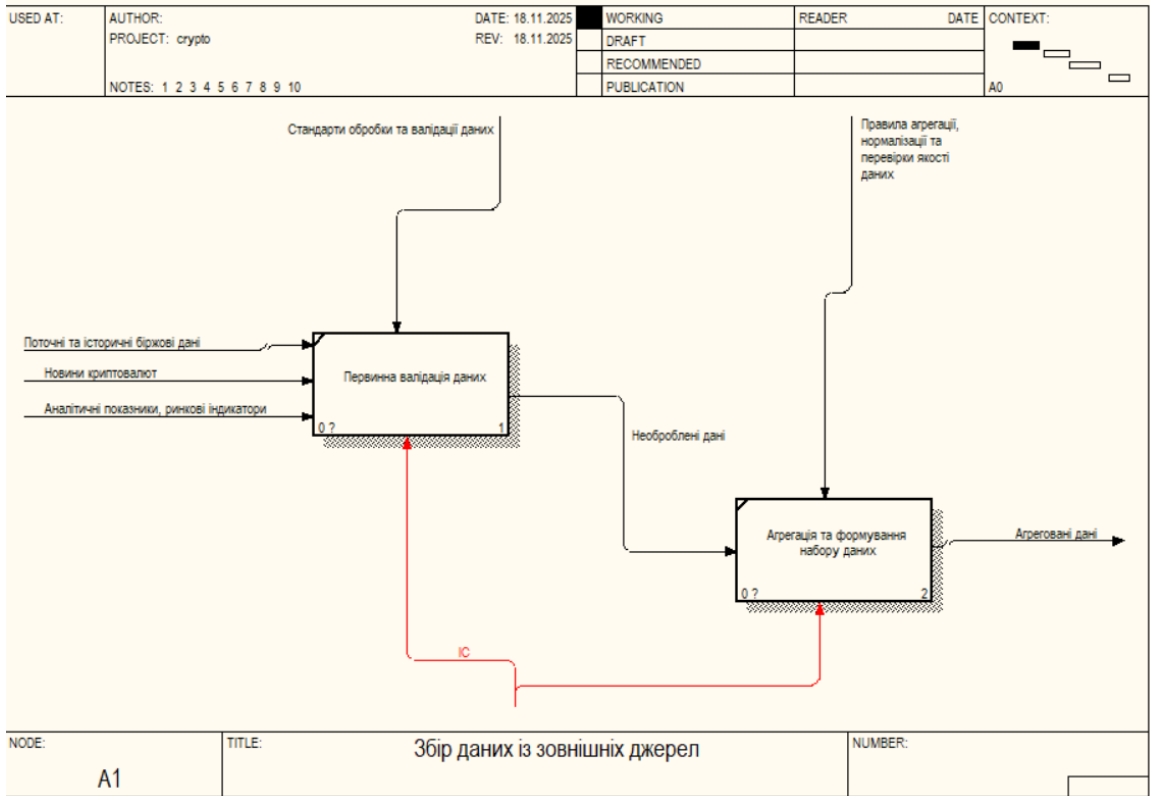 USED AT:
AUTHOR:
DATE: 18.11.2025
PROJECT: crypto
REV: 18.11.2025
NOTES: 1 2 3 4 5 6 7 8 9 10
WORKING
DRAFT
RECOMMENDED
PUBLICATION
READER
DATE
CONTEXT:
A0
Стандарти обробки та валідації даних
Правила агрегації,
нормалізації та
перевірки якості
даних
Поточні та історичні біржові дані
Новини криптовалют
Аналітичні показники, ринкові індикатори
Первинна валідація даних
0 ?
1
Необроблені дані
Агрегація та формування
набору даних
0 ?
2
Агреговані дані
ІС
NODE:
A1
TITLE:
Збір даних із зовнішніх джерел
NUMBER: